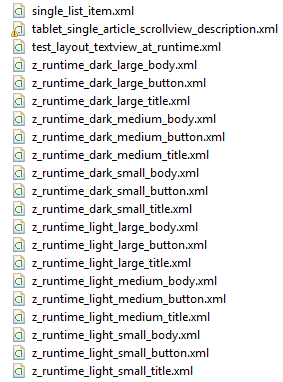 single_list_item.xml
tablet_single_article_scrollview_description.xml
test_layout_textview_at_runtime.xml
z_runtime_dark_large_body.xml
z_runtime_dark_large_button.xml
z_runtime_dark_large_title.xml
z_runtime_dark_medium_body.xml
z_runtime_dark_medium_button.xml
z_runtime_dark_medium_title.xml
z_runtime_dark_small_body.xml
z_runtime_dark_small_button.xml
z_runtime_dark_small_title.xml
z_runtime_light_large_body.xml
z_runtime_light_large_button.xml
z_runtime_light_large_title.xml
z_runtime_light_medium_body.xml
z_runtime_light_medium_button.xml
z_runtime_light_medium_title.xml
z_runtime_light_small_body.xml
z_runtime_light_small_button.xml
z_runtime_light_small_title.xml